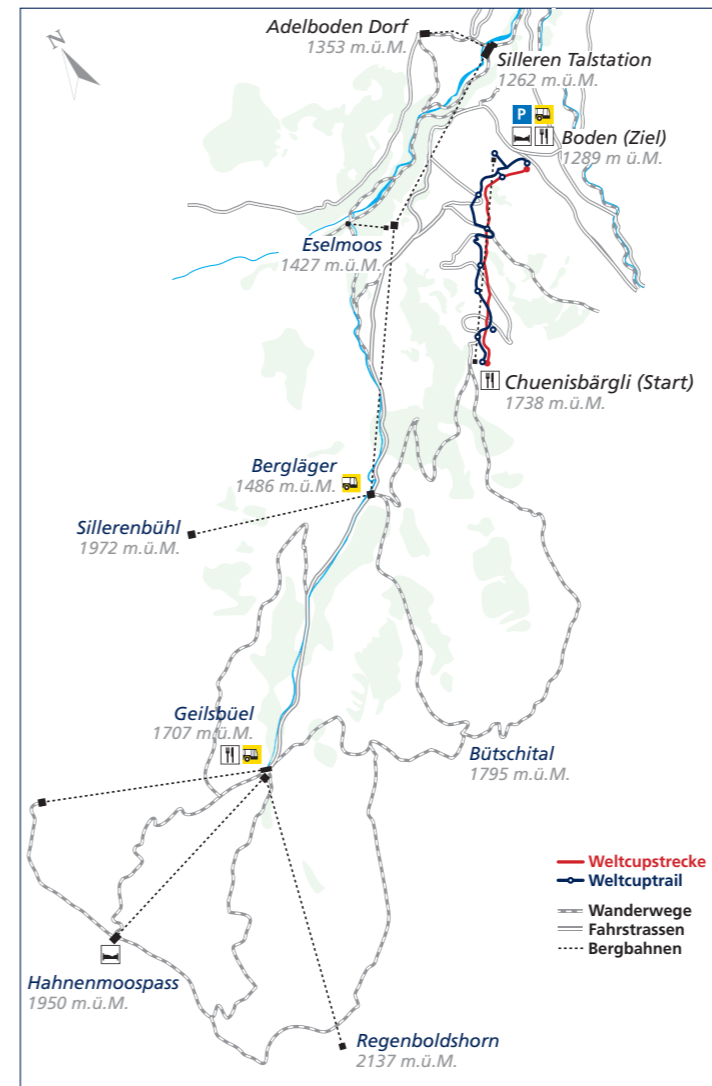 N
Adelboden Dorf
1353 m.ü.M.
Silleren Talstation
1262 m.ü.M.
P
Boden (Ziel)
1289 m ü.M.
Eselmoos
1427 m.ü.M.
Chuenisbärgli (Start)
1738 m.ü.M.
Bergläger
1486 m.ü.M.
Sillerenbühl
1972 m.ü.M.
Geilsbüel
1707 m.ü.M.
Bütschital
1795 m.ü.M.
Weltcupstrecke
Weltcuptrail
Wanderwege
Fahrstrassen
Bergbahnen
Hahnenmoospass
1950 m.ü.M.
Regenboldshorn
2137 m.ü.M.